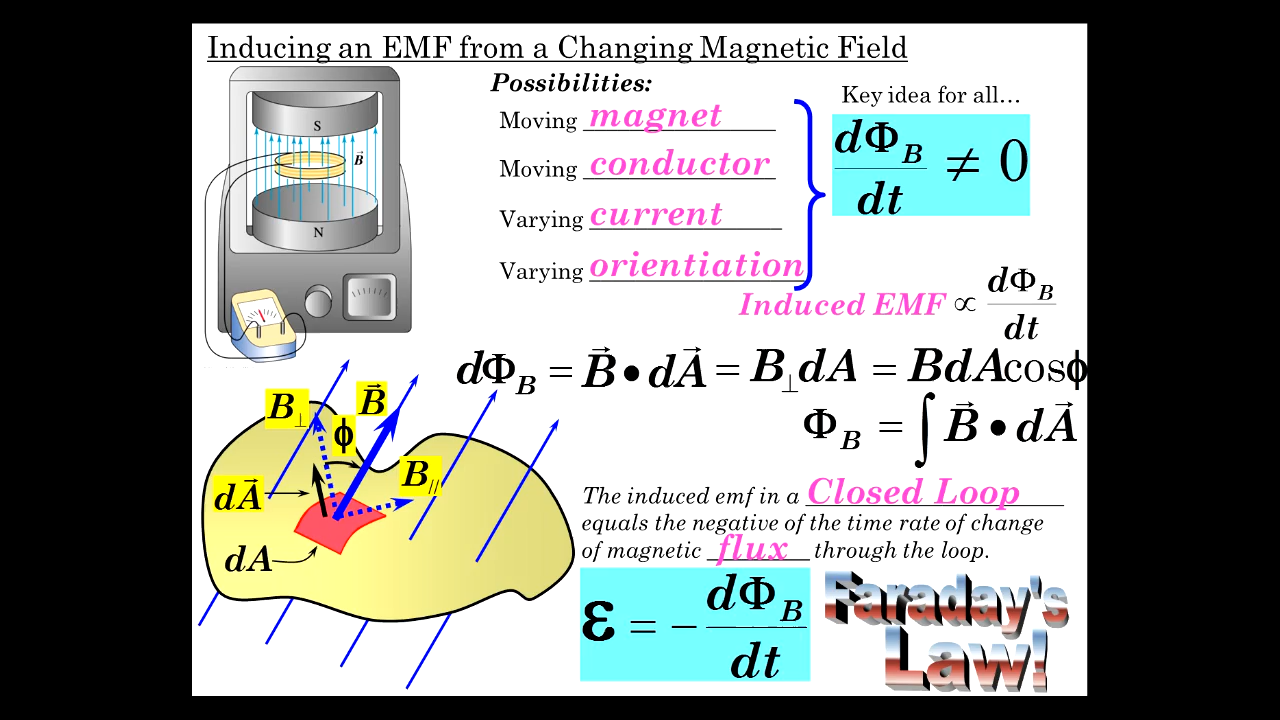 Inducing an EMF from a Changing Magnetic Field
Possibilities:
Moving magnet
Moving conductor
Varying current
Varying orientiation
Key idea for all…
dΦ_B/dt ≠ 0
Induced EMF ∝ dΦ_B/dt
S
B⃗
N
dΦ_B = B⃗ • dA⃗ = B⊥dA = BdAcosϕ
Φ_B = ∫ B⃗ • dA⃗
B⊥
ϕ
B⃗
B//
dA⃗
dA
The induced emf in a Closed Loop
equals the negative of the time rate of change
of magnetic flux through the loop.
ε = − dΦ_B/dt
Faraday's
Law!